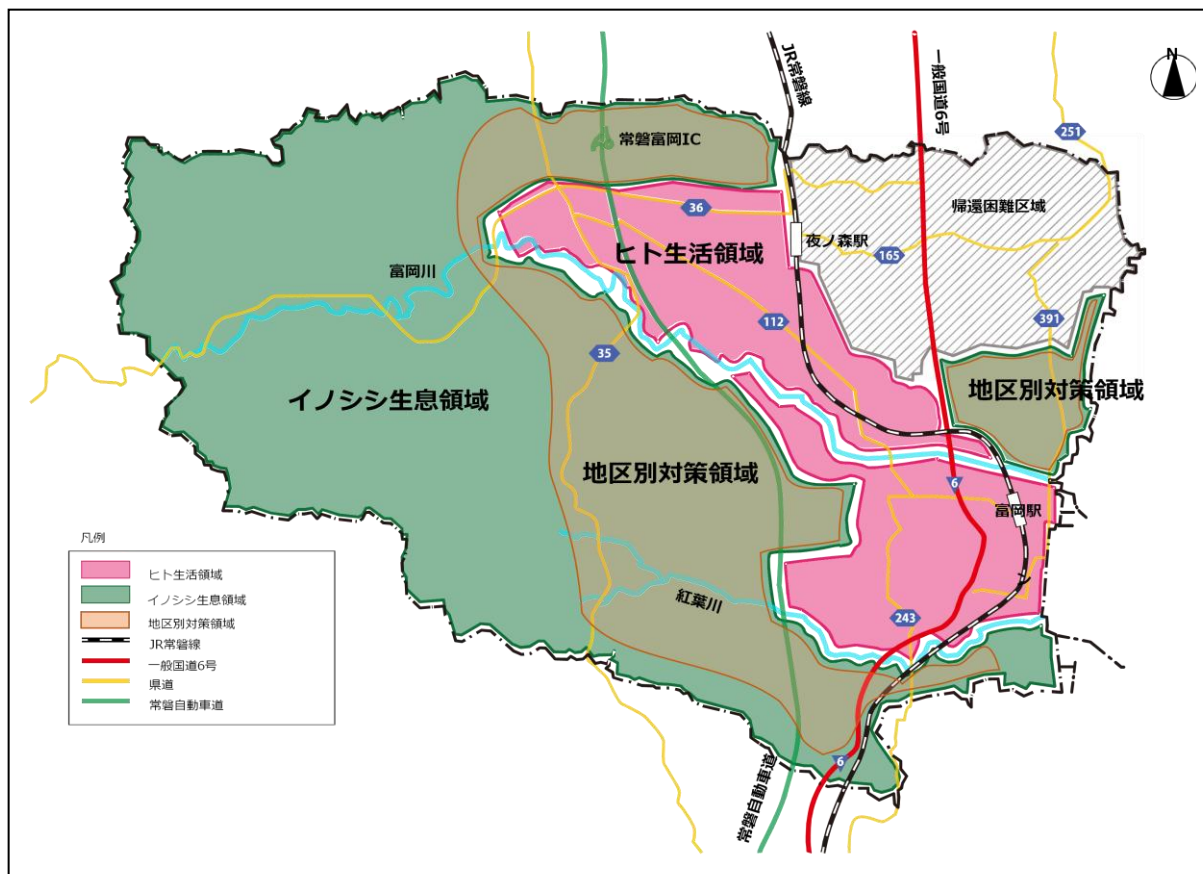 N
JR常磐線
一般国道6号
251
常磐富岡IC
帰還困難区域
36
夜ノ森駅
165
ヒト生活領域
富岡川
112
391
35
イノシシ生息領域
地区別対策領域
地区別対策領域
6
富岡駅
凡例
ヒト生活領域
イノシシ生息領域
地区別対策領域
JR常磐線
一般国道6号
県道
常磐自動車道
紅葉川
243
6
常磐自動車道